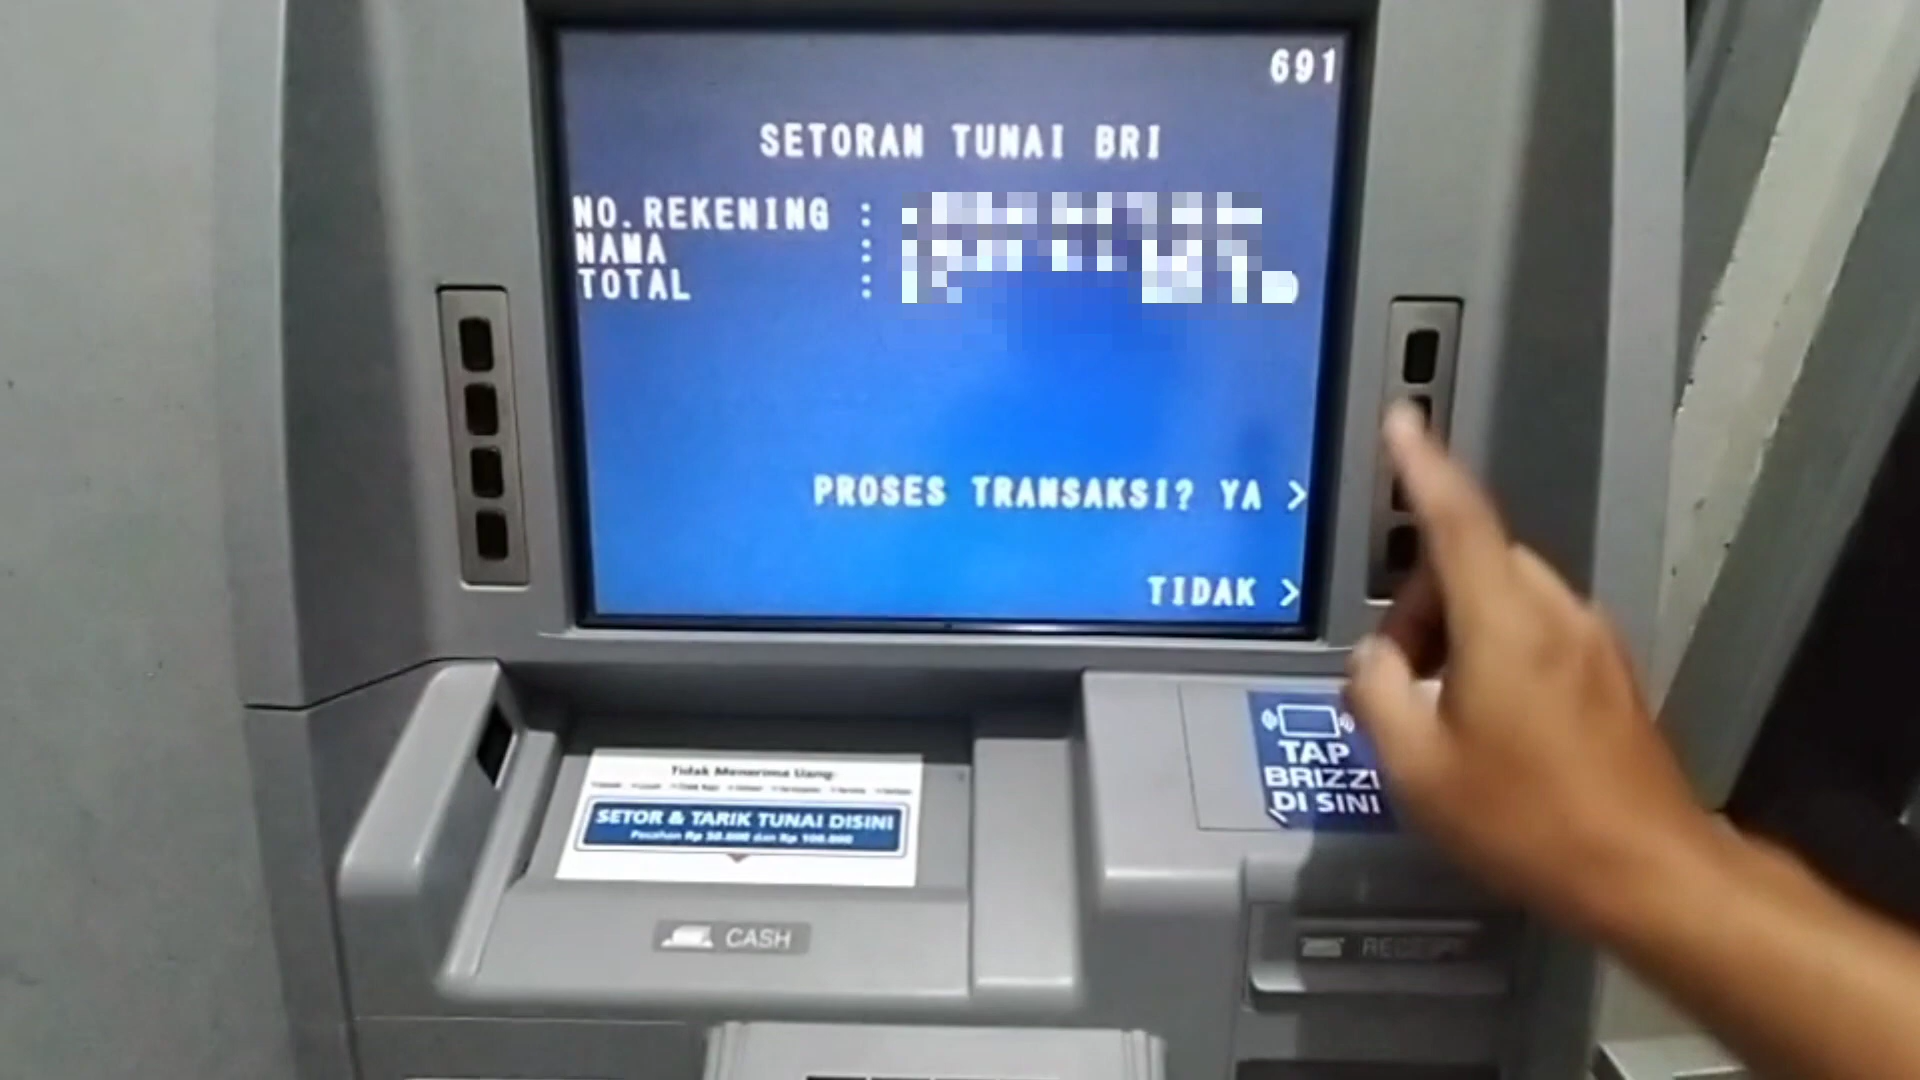 691
SETORAN TUNAI BRI
NO.REKENING :
NAMA :
TOTAL :
PROSES TRANSAKSI? YA >
TIDAK >
TAP
BRIZZI
DI SINI
Tidak Menerima Uang:
SETOR & TARIK TUNAI DISINI
Pecahan Rp 50.000 dan Rp 100.000
CASH
RECEIPT